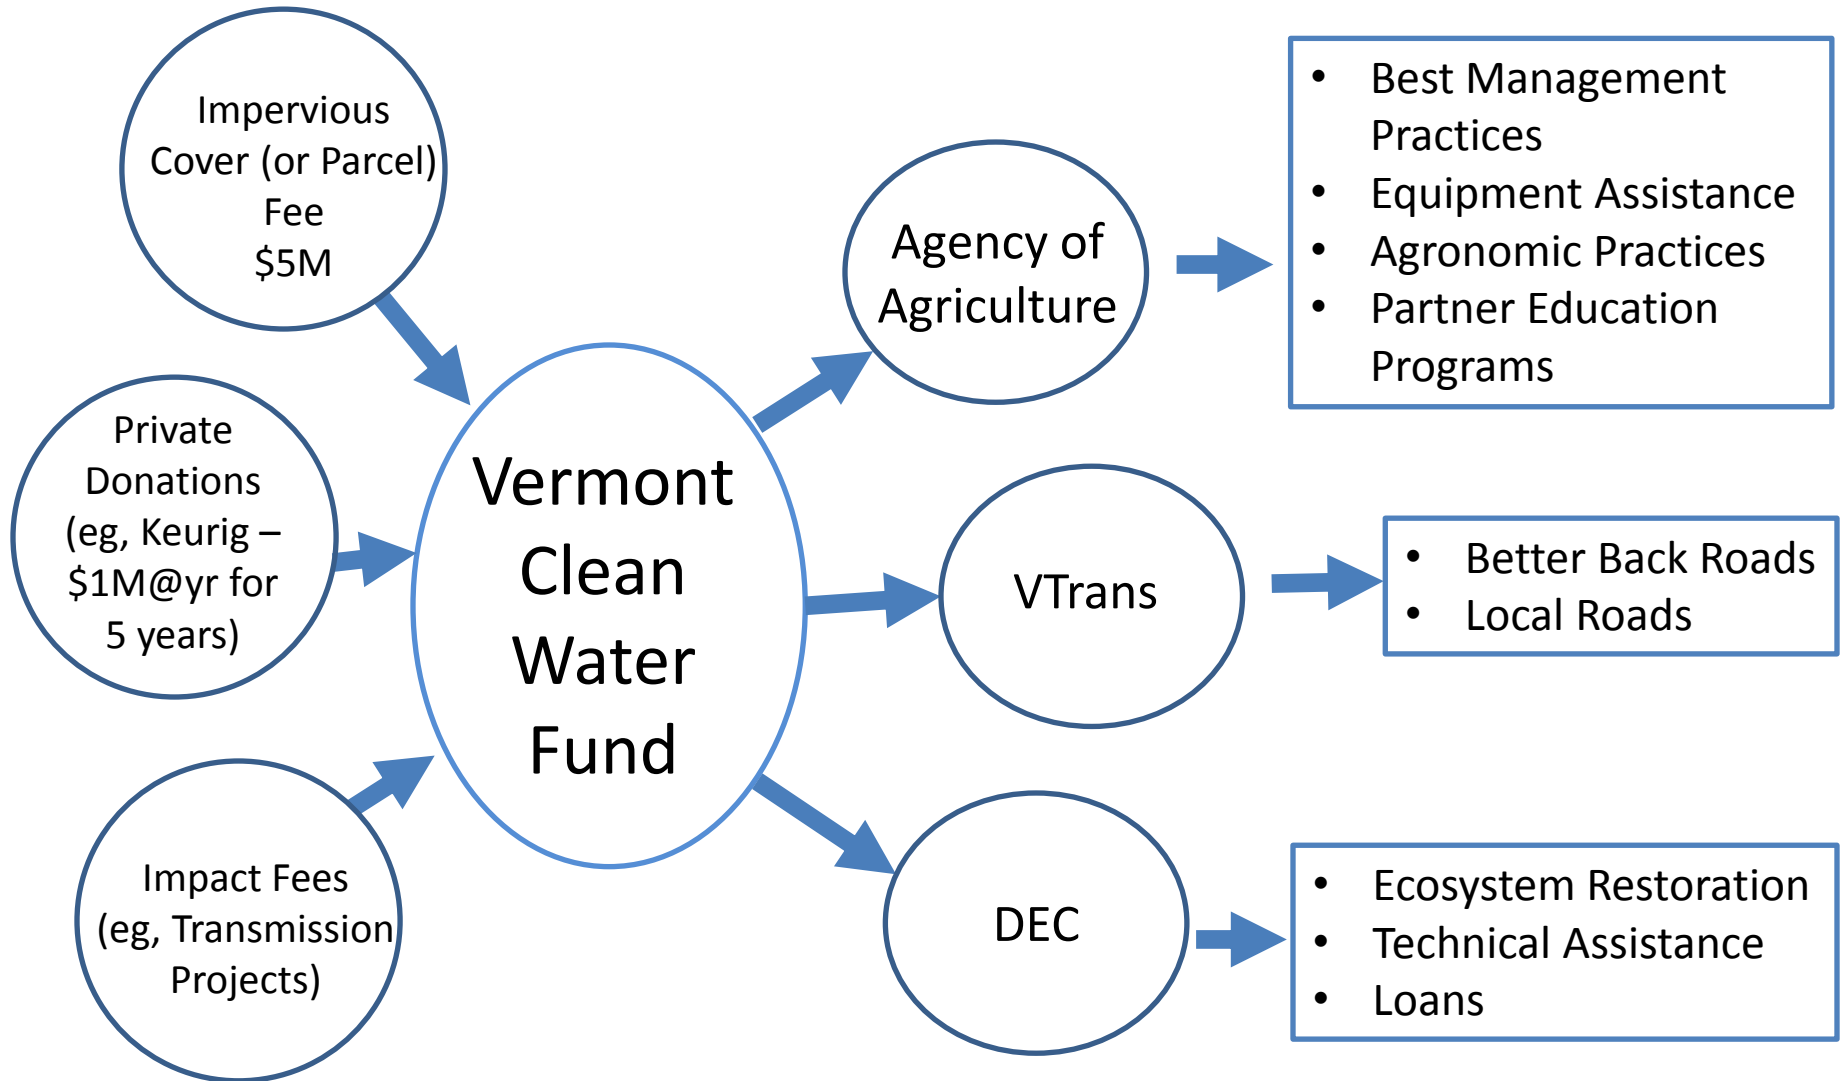 Impervious
Cover (or Parcel)
Fee
$5M
Private
Donations
(eg, Keurig –
$1M@yr for
5 years)
Impact Fees
(eg, Transmission
Projects)
Vermont
Clean
Water
Fund
Agency of
Agriculture
VTrans
DEC
• Best Management
Practices
• Equipment Assistance
• Agronomic Practices
• Partner Education
Programs
• Better Back Roads
• Local Roads
• Ecosystem Restoration
• Technical Assistance
• Loans